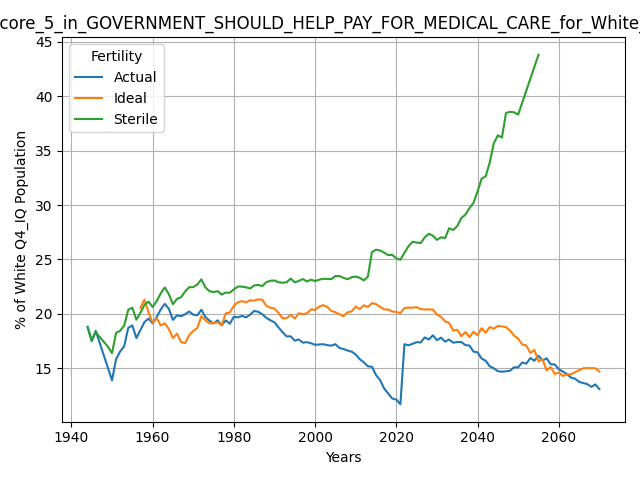 core_5_in_GOVERNMENT_SHOULD_HELP_PAY_FOR_MEDICAL_CARE_for_White_
Fertility
Actual
Ideal
Sterile
% of White Q4_IQ Population
45
40
35
30
25
20
15
1940
1960
1980
2000
2020
2040
2060
Years